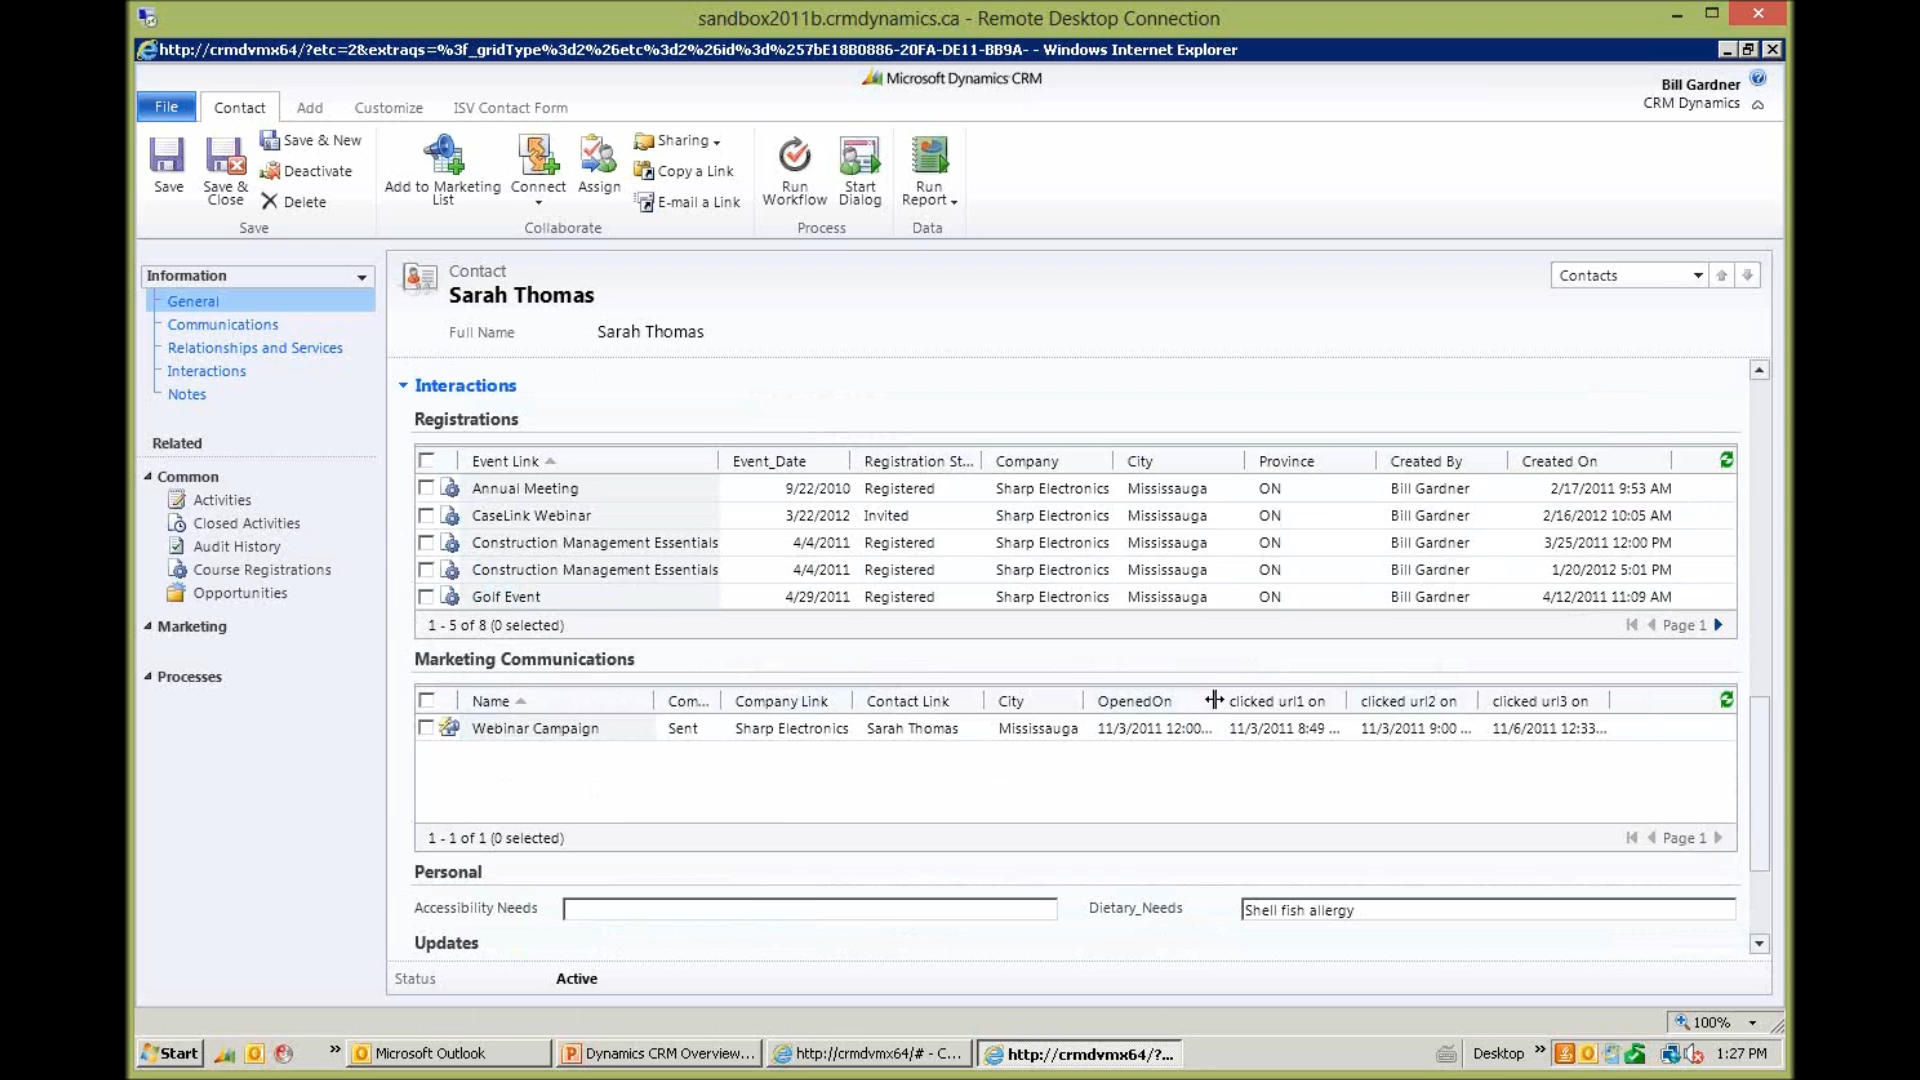 sandbox2011b.crmdynamics.ca - Remote Desktop Connection
http://crmdvmx64/?etc=2&extraqs=%3f_gridType%3d2%26etc%3d2%26id%3d%257bE18B0886-20FA-DE11-BB9A- - Windows Internet Explorer
Microsoft Dynamics CRM
Bill Gardner
CRM Dynamics
File Contact Add Customize ISV Contact Form
Save
Save & Close
Save & New
Deactivate
Delete
Add to Marketing List
Connect
Assign
Sharing
Copy a Link
E-mail a Link
Run Workflow
Start Dialog
Run Report
Save Collaborate Process Data
Information
General
Communications
Relationships and Services
Interactions
Notes
Related
Common
Activities
Closed Activities
Audit History
Course Registrations
Opportunities
Marketing
Processes
Contact
Sarah Thomas
Contacts
Full Name Sarah Thomas
Interactions
Registrations
Event Link Event_Date Registration St... Company City Province Created By Created On
Annual Meeting 9/22/2010 Registered Sharp Electronics Mississauga ON Bill Gardner 2/17/2011 9:53 AM
CaseLink Webinar 3/22/2012 Invited Sharp Electronics Mississauga ON Bill Gardner 2/16/2012 10:05 AM
Construction Management Essentials 4/4/2011 Registered Sharp Electronics Mississauga ON Bill Gardner 3/25/2011 12:00 PM
Construction Management Essentials 4/4/2011 Registered Sharp Electronics Mississauga ON Bill Gardner 1/20/2012 5:01 PM
Golf Event 4/29/2011 Registered Sharp Electronics Mississauga ON Bill Gardner 4/12/2011 11:09 AM
1 - 5 of 8 (0 selected) Page 1
Marketing Communications
Name Com... Company Link Contact Link City OpenedOn clicked url1 on clicked url2 on clicked url3 on
Webinar Campaign Sent Sharp Electronics Sarah Thomas Mississauga 11/3/2011 12:00... 11/3/2011 8:49 ... 11/3/2011 9:00 ... 11/6/2011 12:33...
1 - 1 of 1 (0 selected) Page 1
Personal
Accessibility Needs Dietary_Needs Shell fish allergy
Updates
Status Active
100%
Start » Microsoft Outlook Dynamics CRM Overview... http://crmdvmx64/# - C... http://crmdvmx64/?... Desktop » 1:27 PM